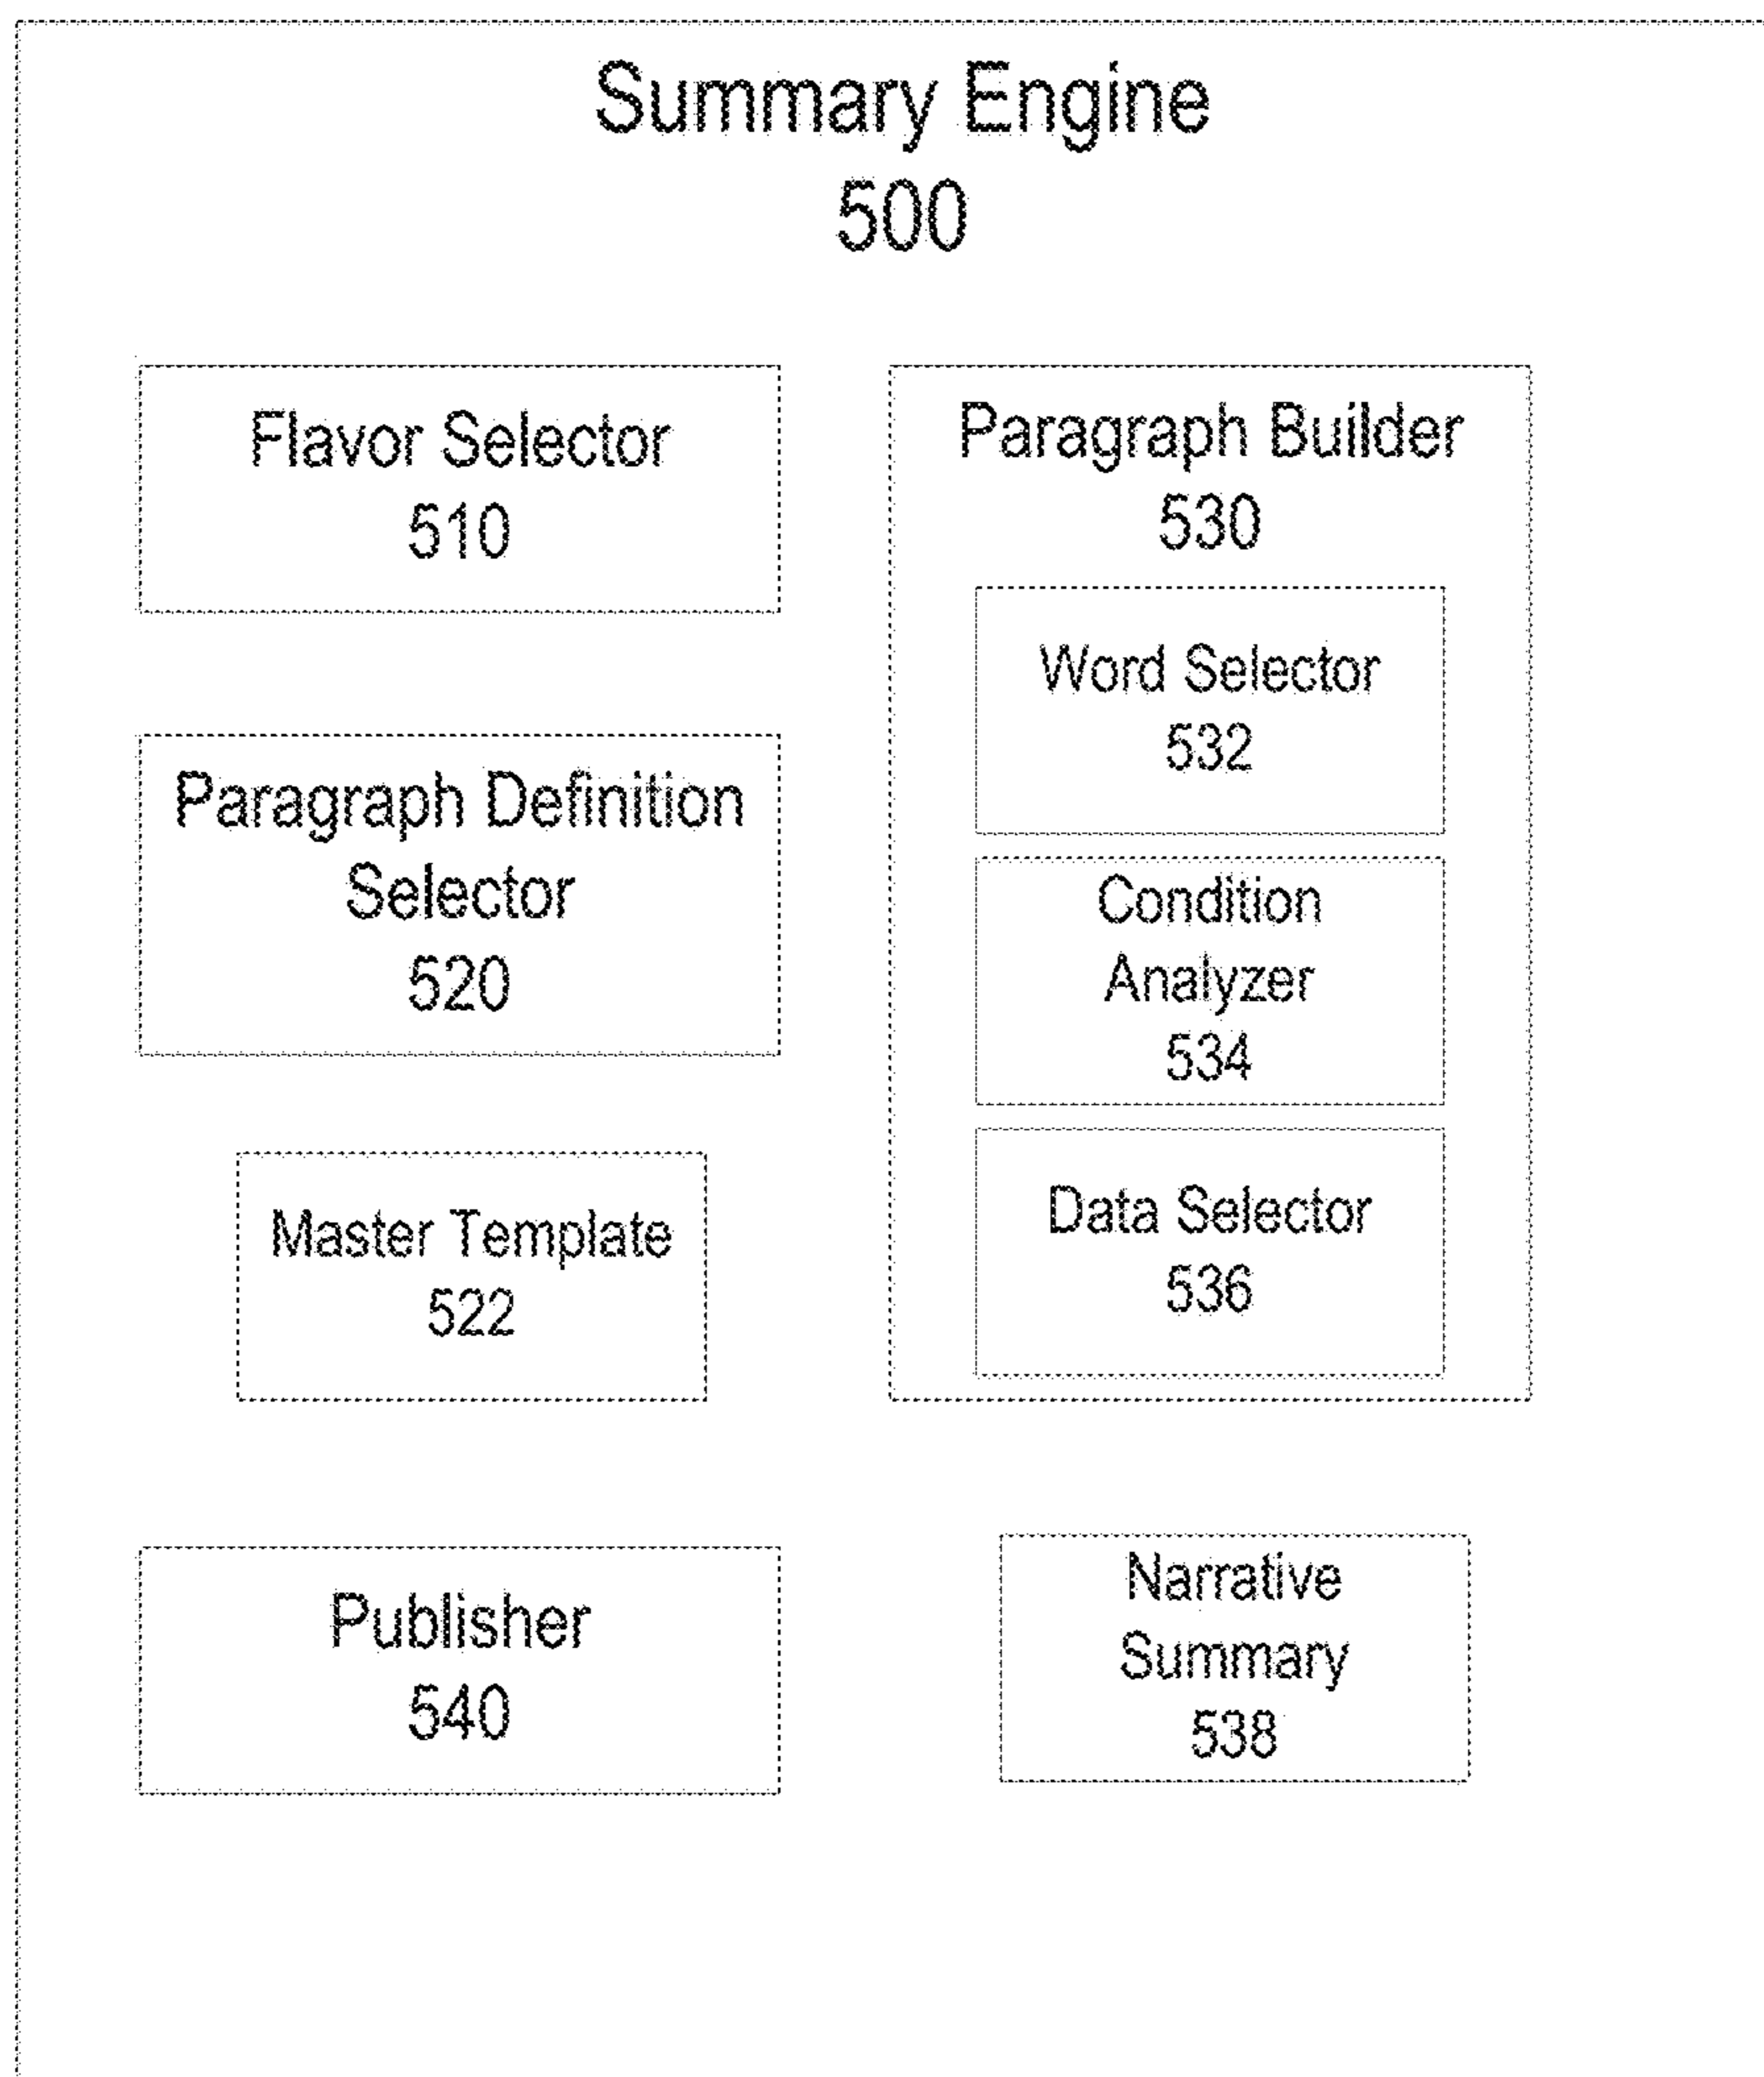 Summary Engine
500
Flavor Selector
510
Paragraph Definition
Selector
520
Master Template
522
Publisher
540
Paragraph Builder
530
Word Selector
532
Condition
Analyzer
534
Data Selector
536
Narrative
Summary
538